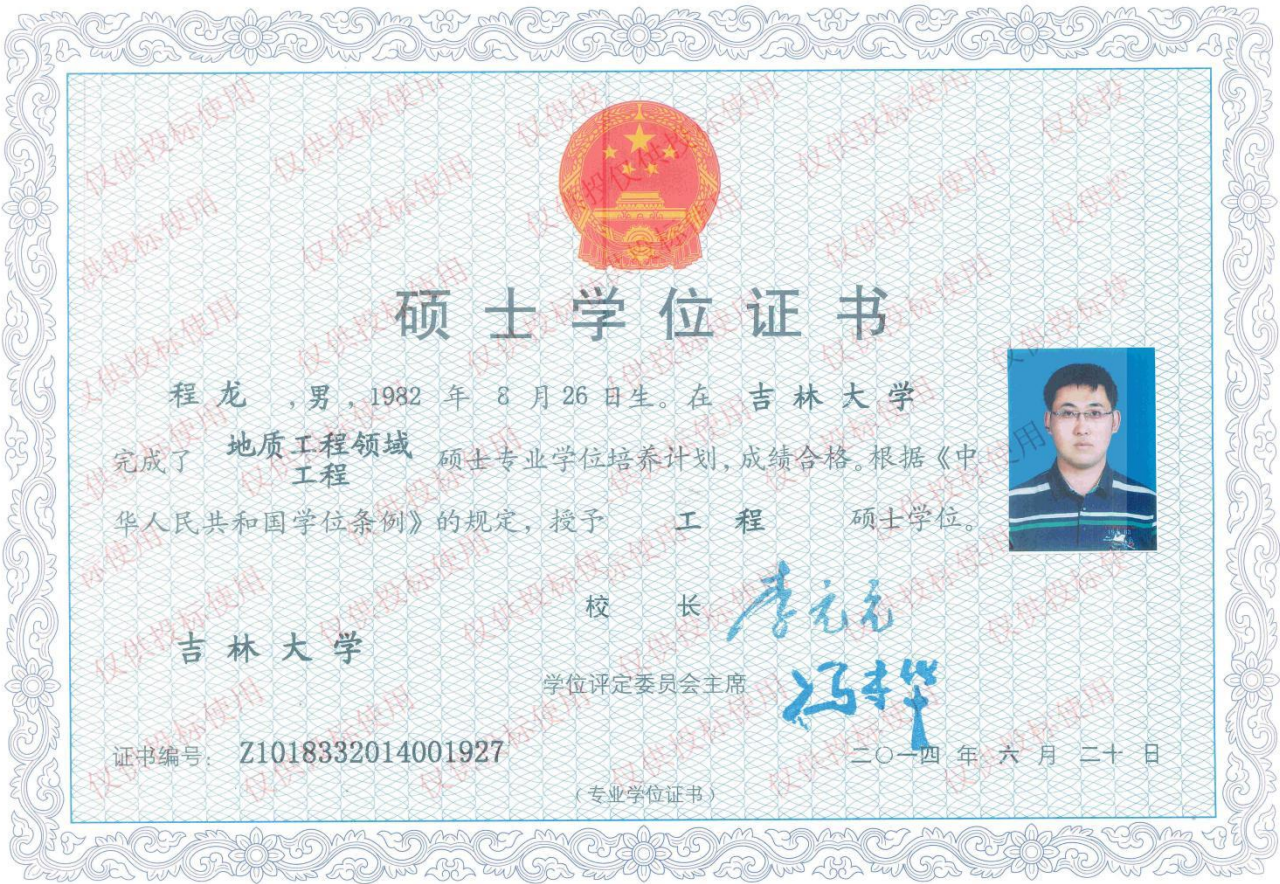 硕士学位证书
程龙,男,1982年8月26日生。在吉林大学
完成了地质工程领域工程硕士专业学位培养计划,成绩合格。根据《中
华人民共和国学位条例》的规定,授予工程硕士学位。
校长 李元元
吉林大学
学位评定委员会主席
证书编号:Z1018332014001927
二〇一四年六月二十日
(专业学位证书)
仅供投标使用